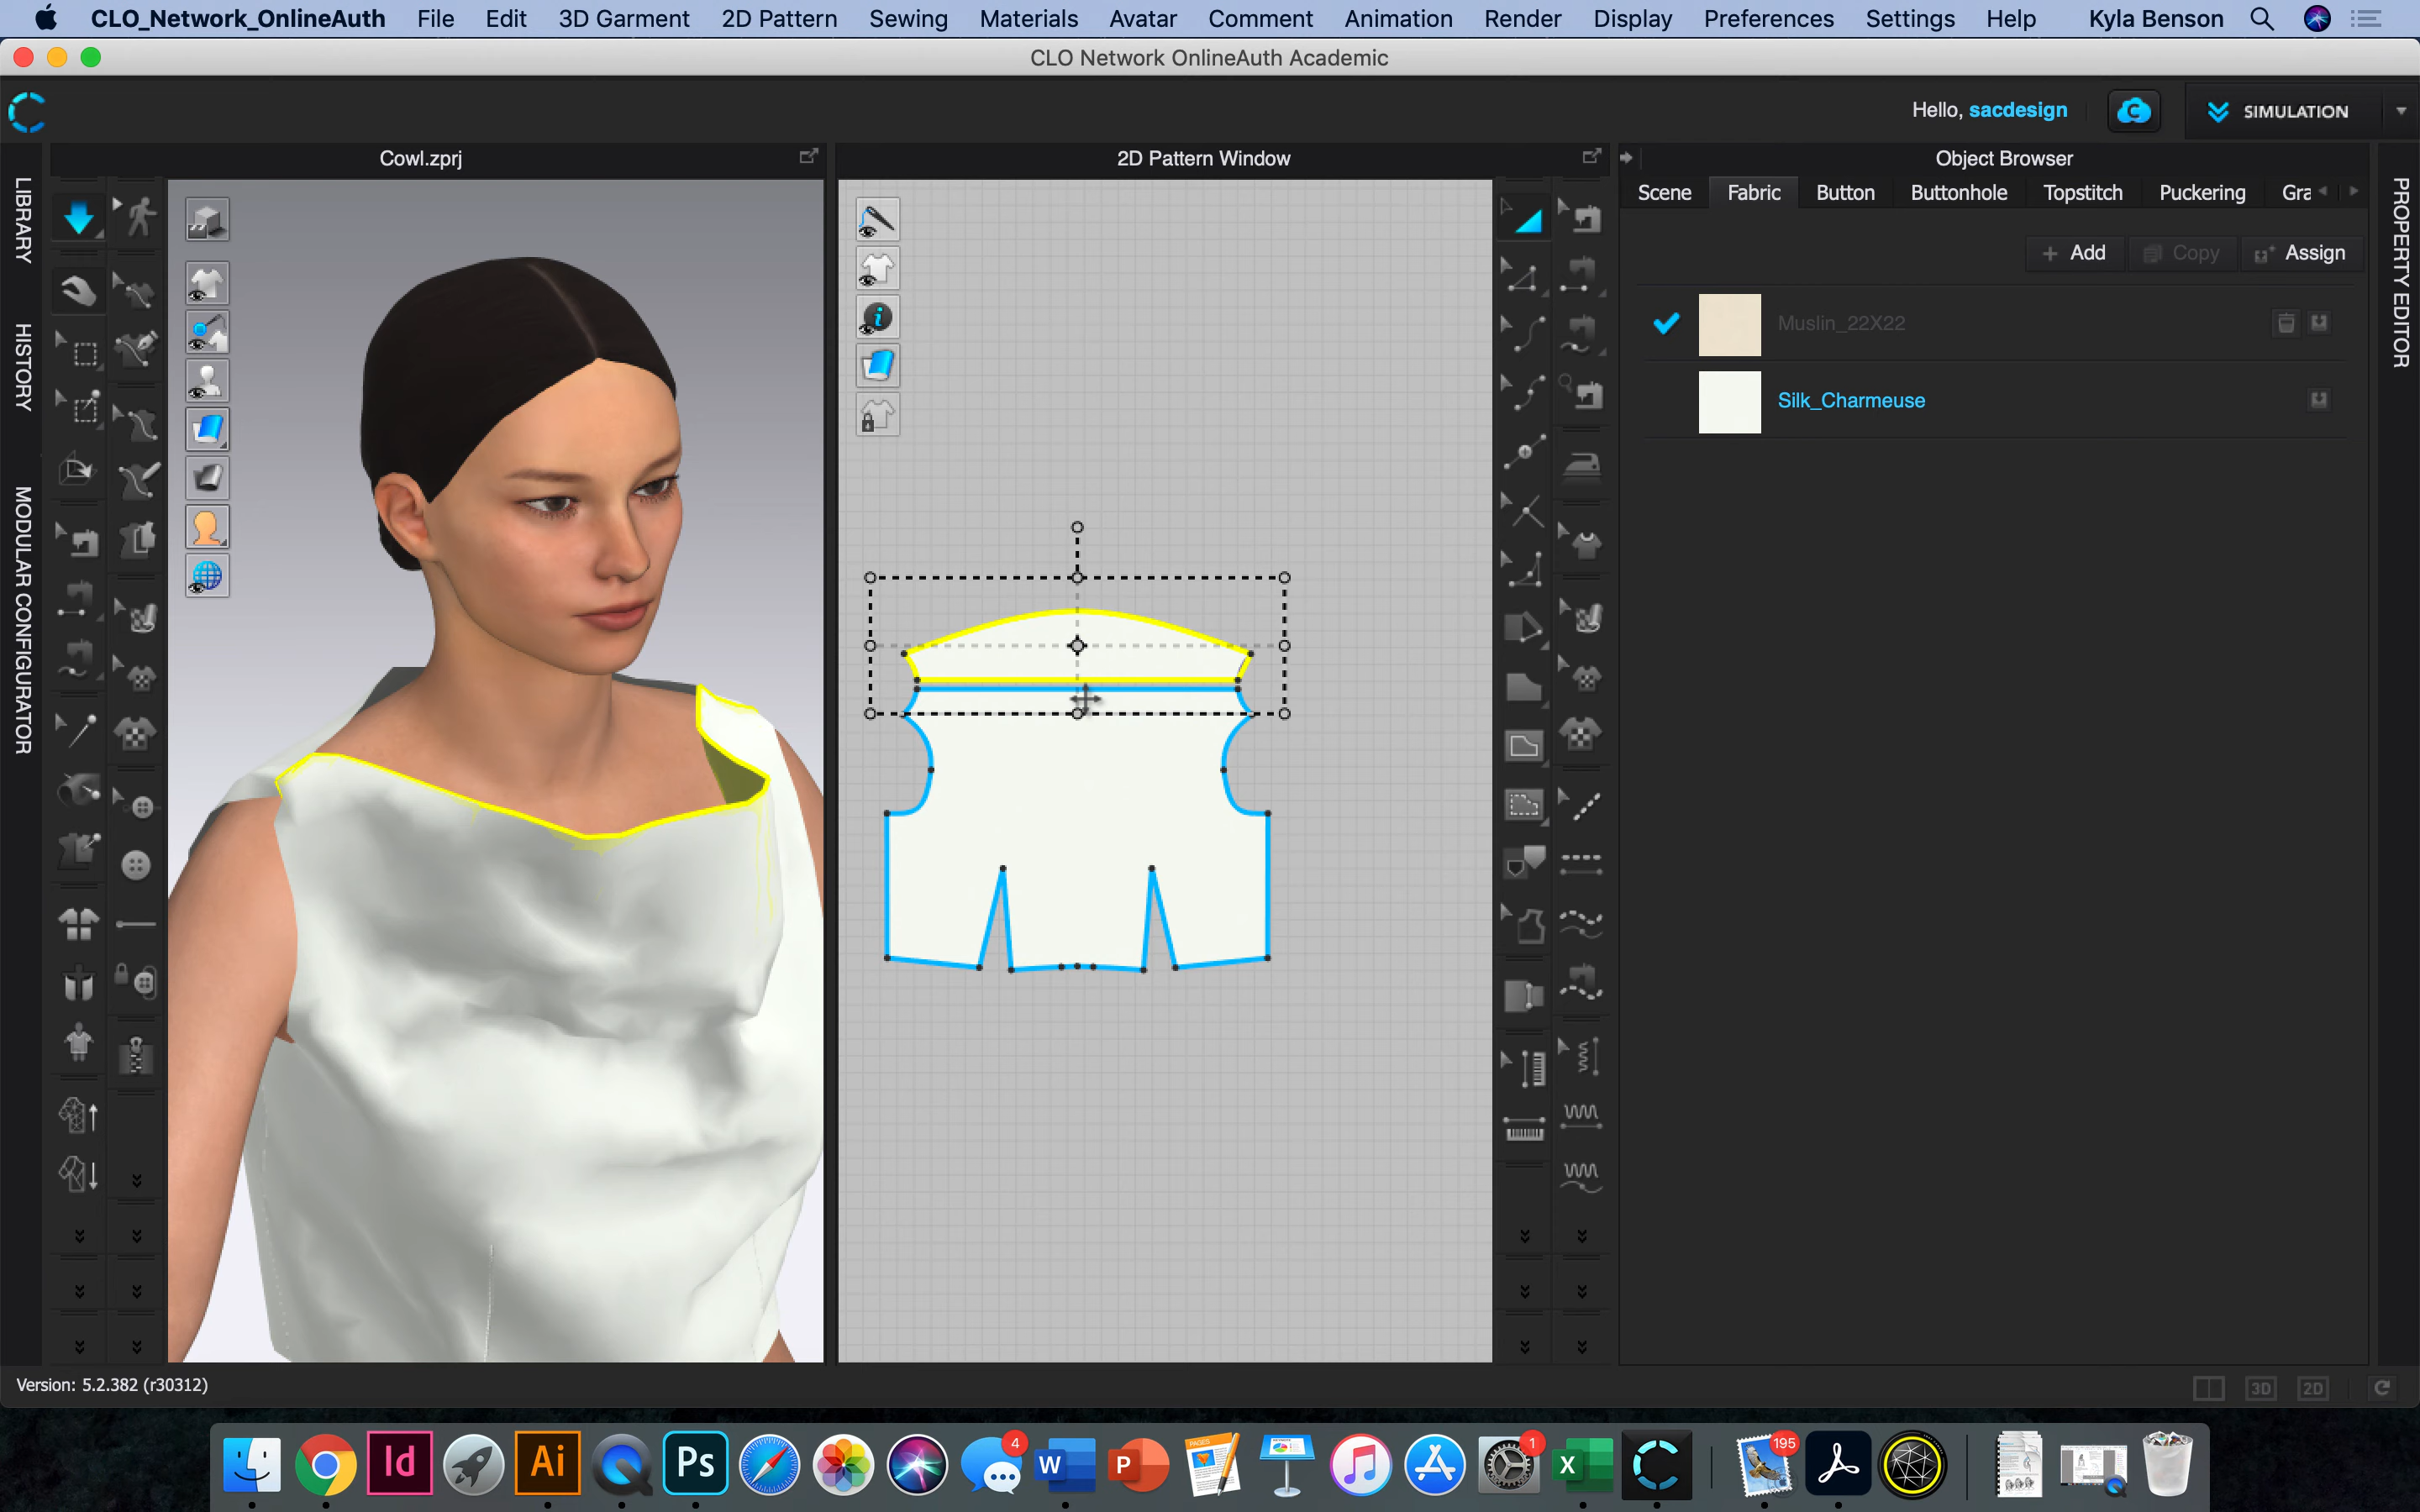 CLO_Network_OnlineAuth File Edit 3D Garment 2D Pattern Sewing Materials Avatar Comment Animation Render Display Preferences Settings Help Kyla Benson
CLO Network OnlineAuth Academic
Hello, sacdesign
SIMULATION
Cowl.zprj
2D Pattern Window
Object Browser
LIBRARY
HISTORY
MODULAR CONFIGURATOR
PROPERTY EDITOR
Scene Fabric Button Buttonhole Topstitch Puckering Gra
+ Add Copy Assign
Muslin_22X22
Silk_Charmeuse
Version: 5.2.382 (r30312)
3D 2D
Id Ai Ps 4 W P PAGES 1 X 195